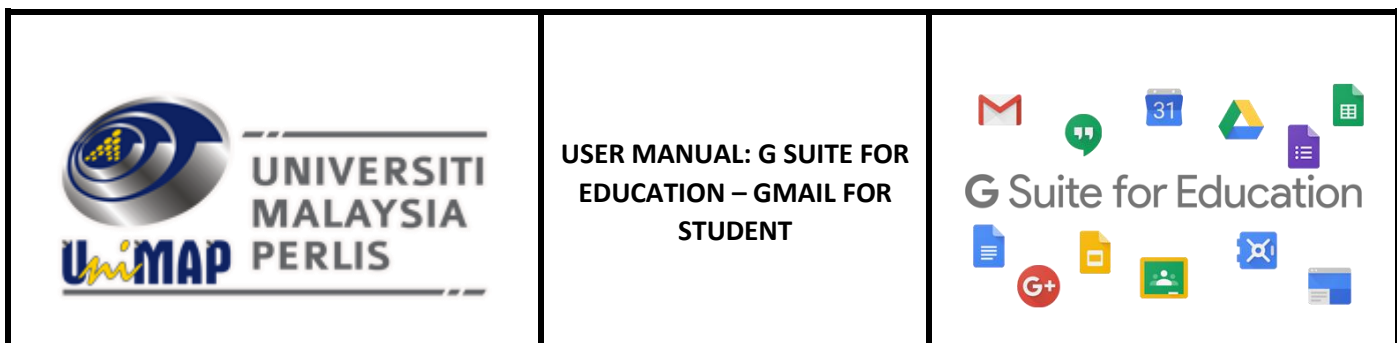 UNIVERSITI
MALAYSIA
PERLIS
UniMAP
USER MANUAL: G SUITE FOR
EDUCATION – GMAIL FOR
STUDENT
31
G Suite for Education
G+